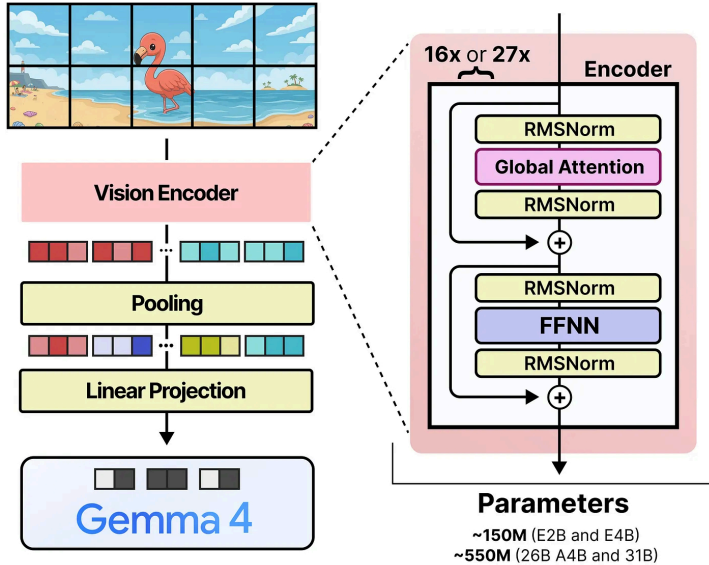 Vision Encoder
...
Pooling
...
Linear Projection
Gemma 4
16x or 27x
Encoder
RMSNorm
Global Attention
RMSNorm
+
RMSNorm
FFNN
RMSNorm
+
Parameters
~150M (E2B and E4B)
~550M (26B A4B and 31B)